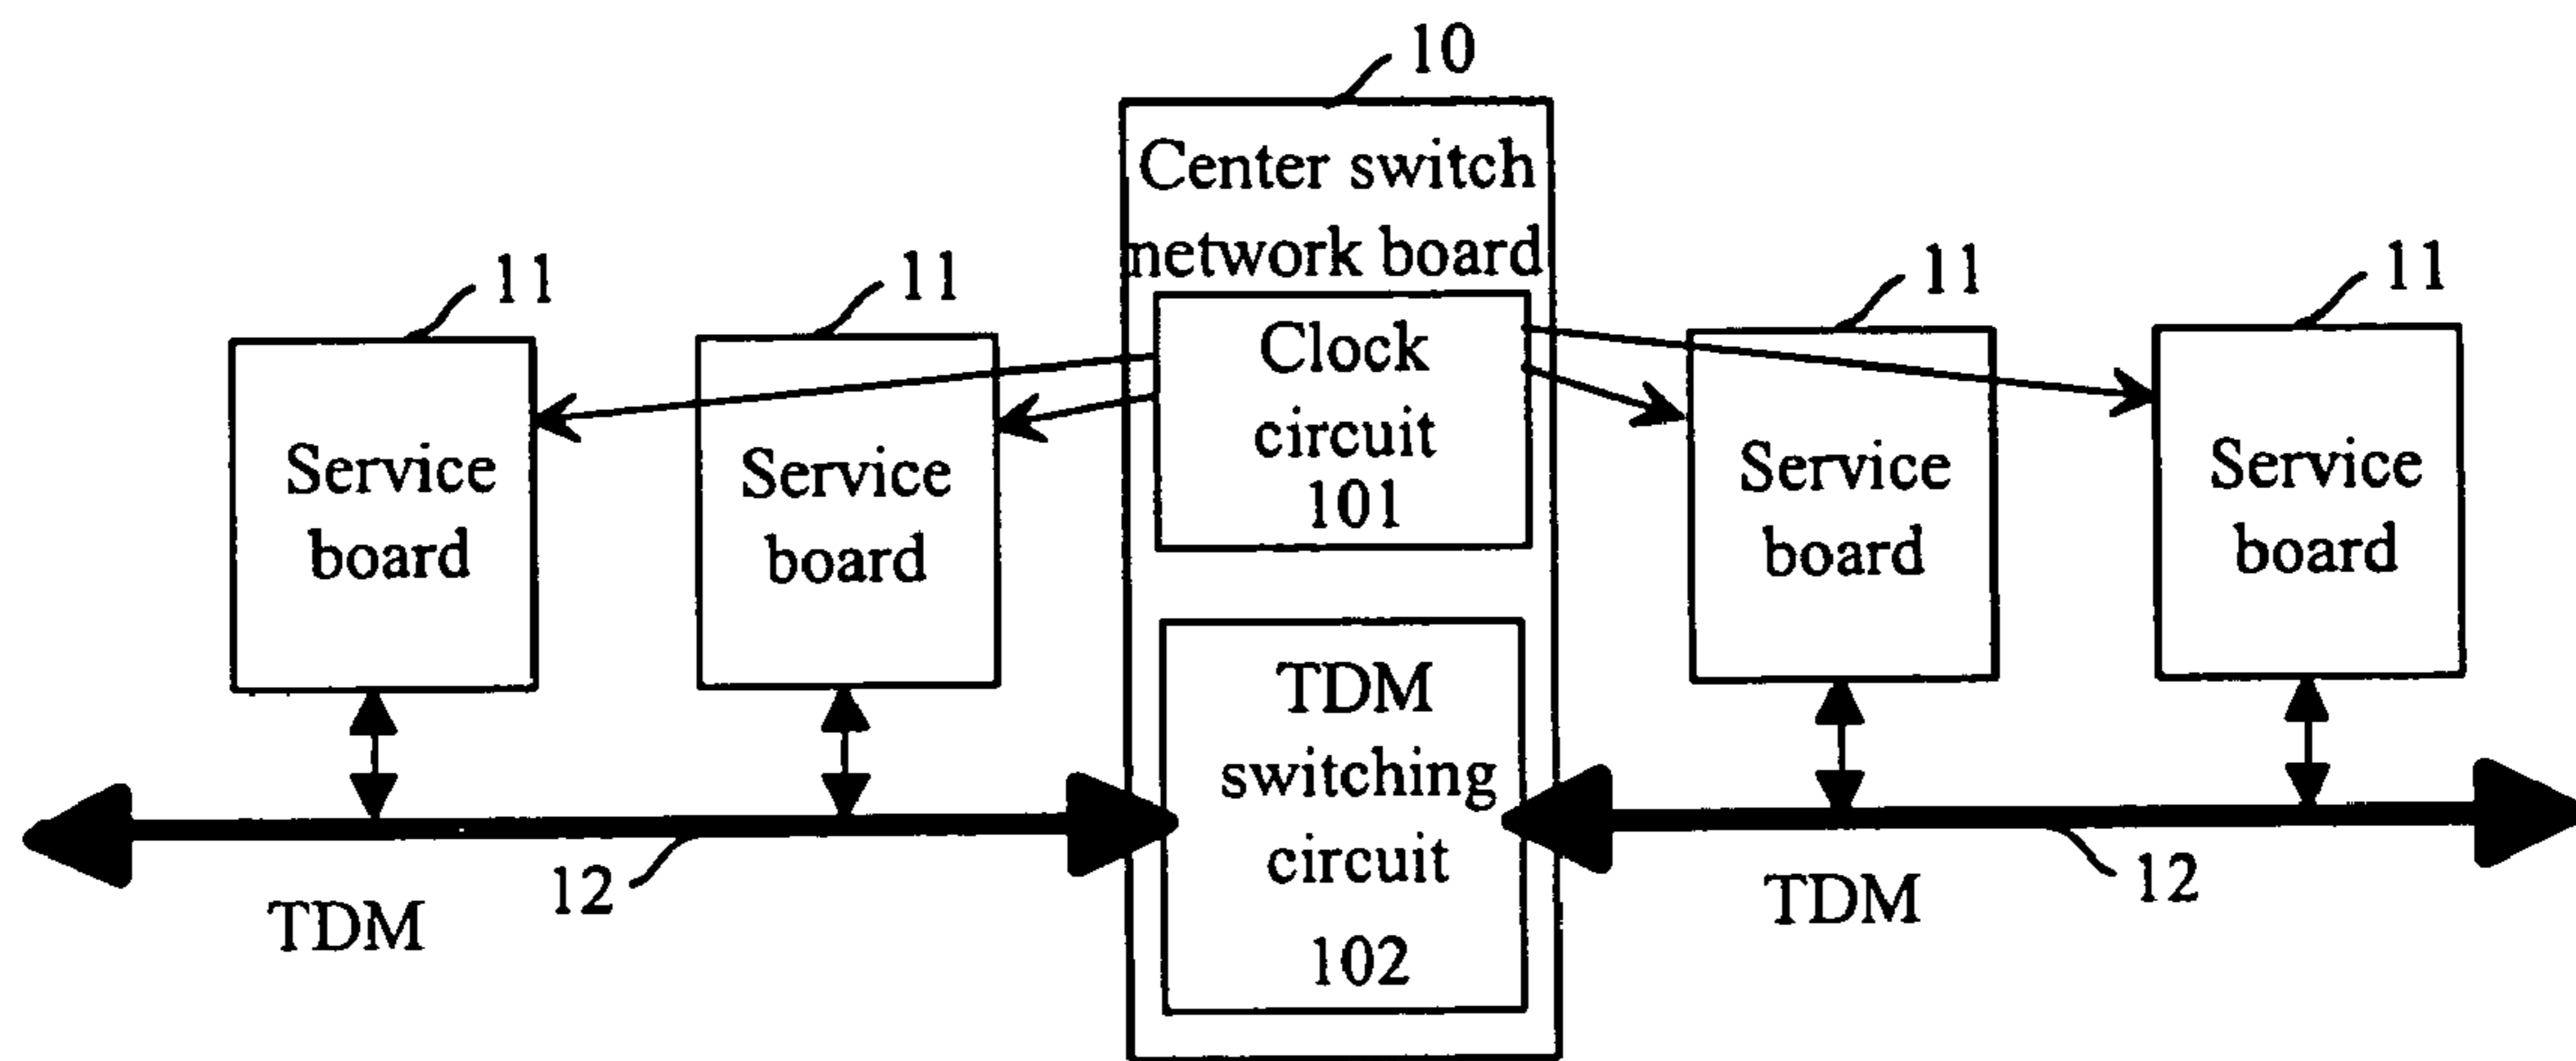 10
Center switch
network board
11
11
11
11
Clock
circuit
101
Service
board
Service
board
Service
board
Service
board
TDM
switching
circuit
102
12
TDM
12
TDM